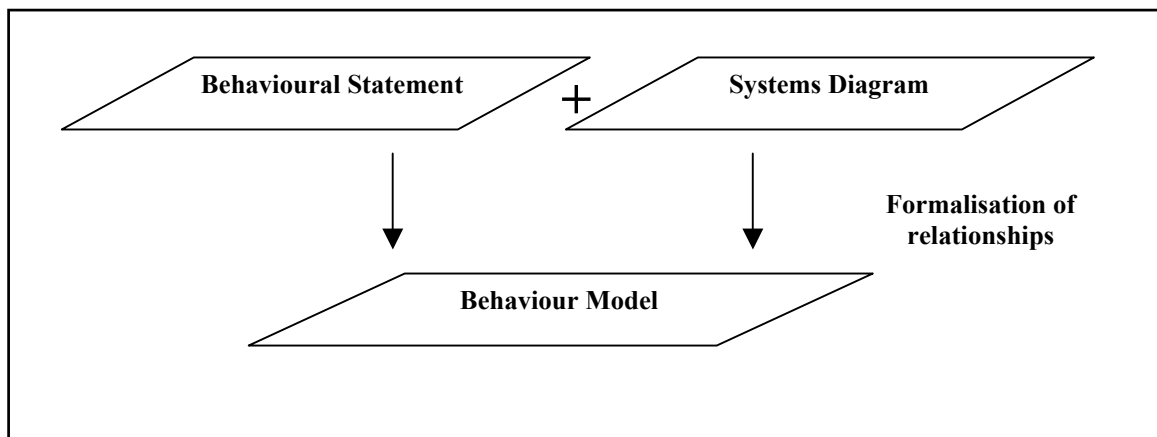 Behavioural Statement
+
Systems Diagram
Formalisation of
relationships
Behaviour Model